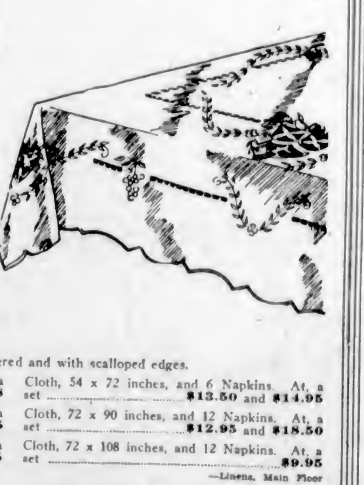 ered and with scalloped edges.
Cloth, 54 x 72 inches, and 6 Napkins. At, a
set ........................ $13.50 and $14.95
Cloth, 72 x 90 inches, and 12 Napkins. At, a
set ........................ $12.95 and $18.50
Cloth, 72 x 108 inches, and 12 Napkins. At, a
set ........................ $9.95
—Linens, Main Floor